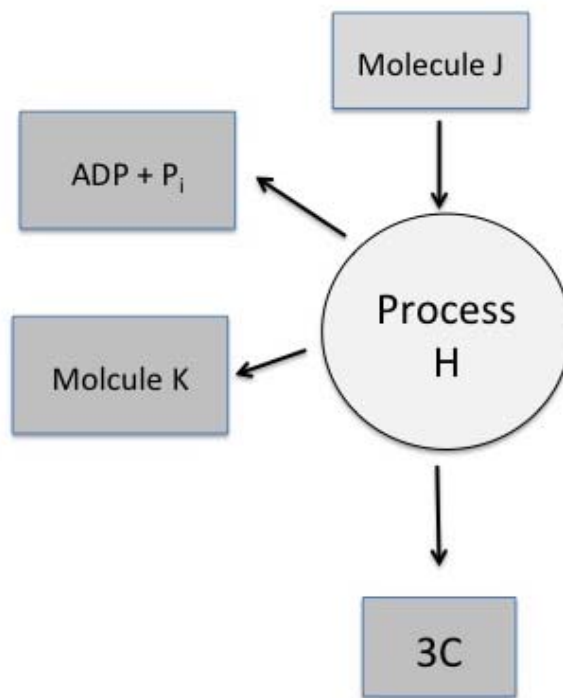 Molecule J
ADP + Pi
Process
H
Molcule K
3C